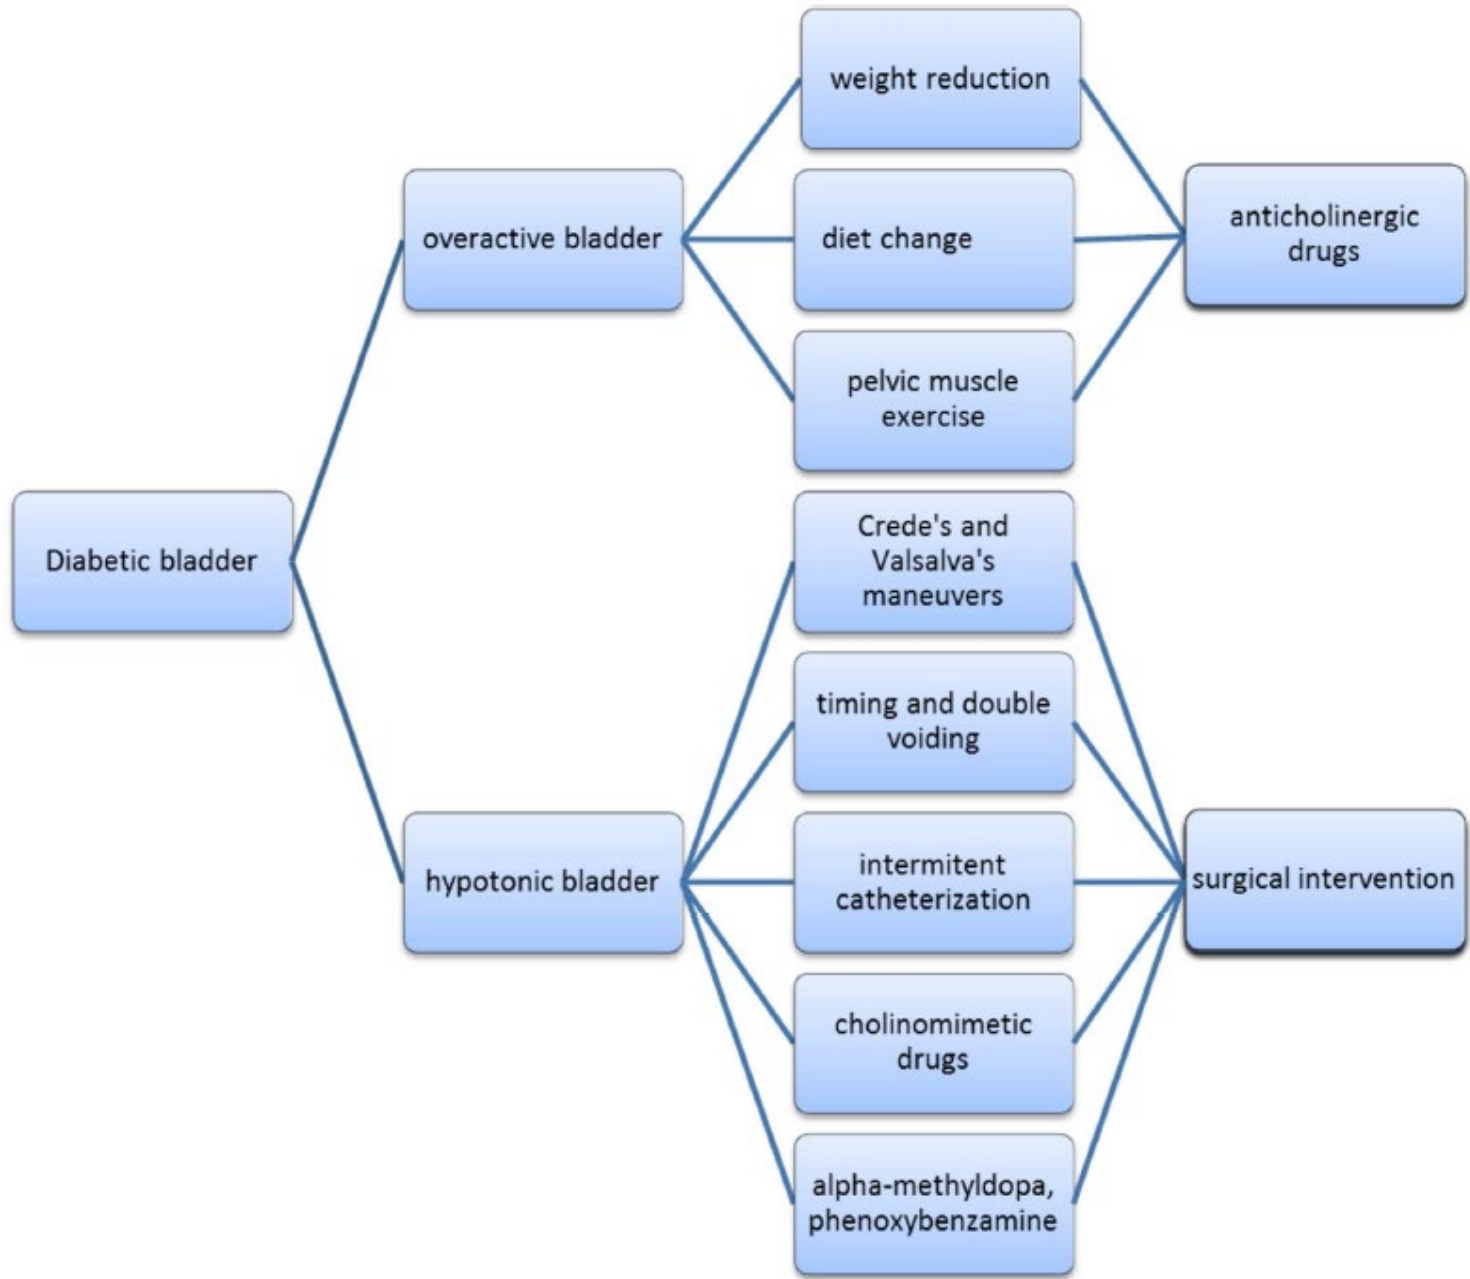 weight reduction
overactive bladder
diet change
anticholinergic
drugs
pelvic muscle
exercise
Diabetic bladder
Crede's and
Valsalva's
maneuvers
timing and double
voiding
hypotonic bladder
intermitent
catheterization
surgical intervention
cholinomimetic
drugs
alpha-methyldopa,
phenoxybenzamine